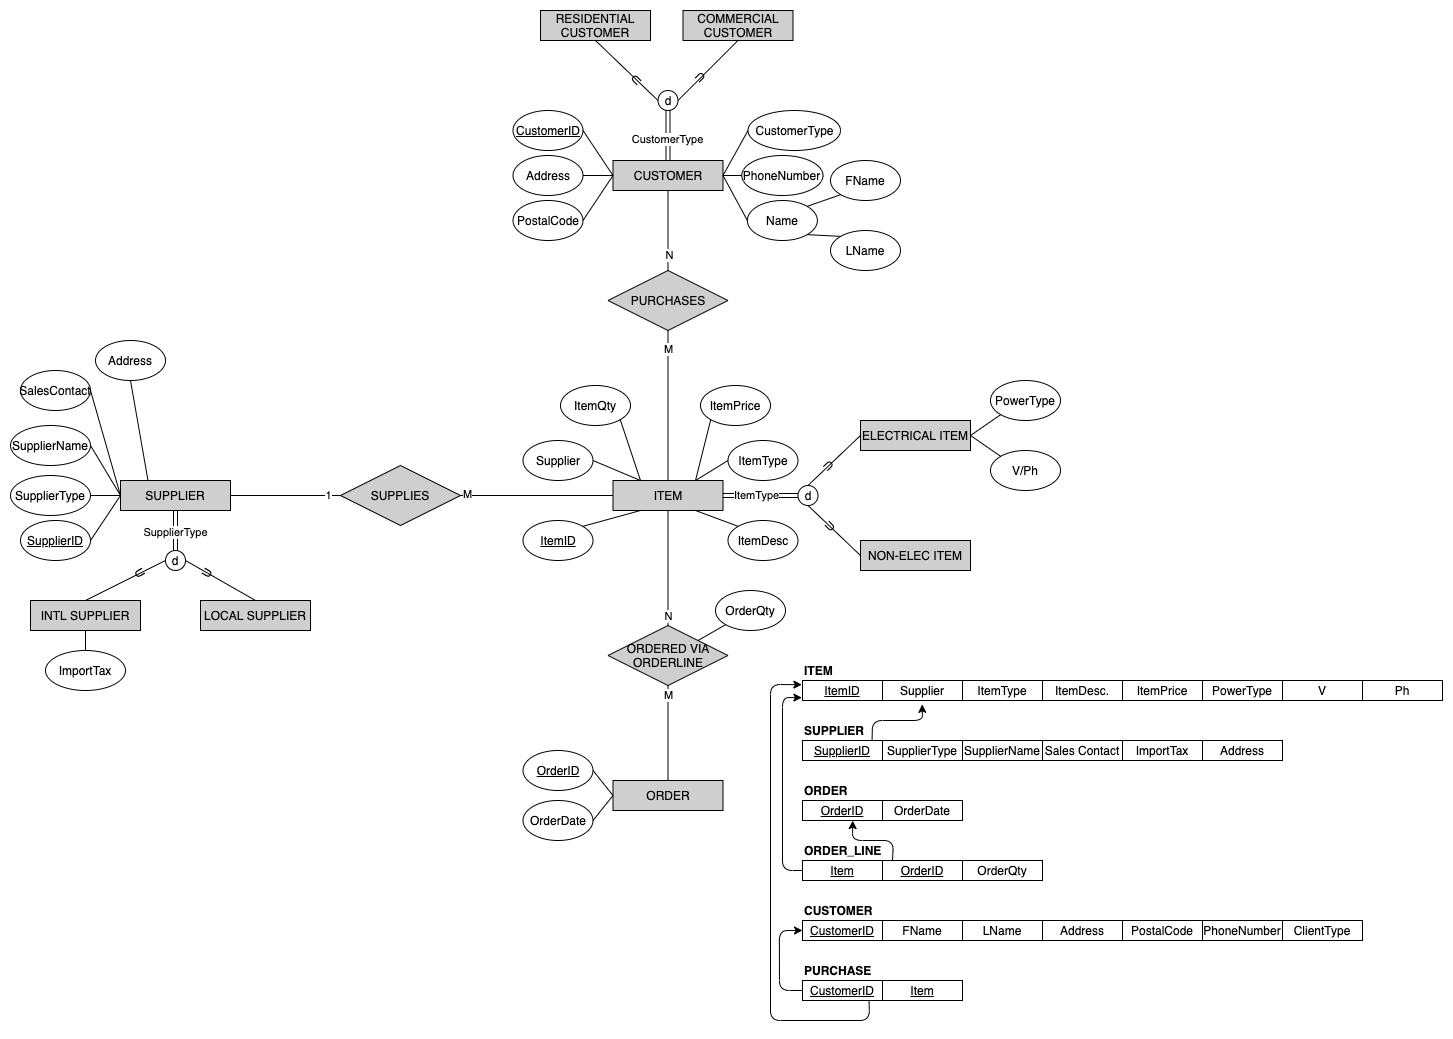 RESIDENTIAL
CUSTOMER
COMMERCIAL
CUSTOMER
d
CustomerType
CustomerID
Address
PostalCode
CUSTOMER
CustomerType
PhoneNumber
Name
FName
LName
N
PURCHASES
M
Address
SalesContact
SupplierName
SupplierType
SupplierID
SUPPLIER
SupplierType
d
INTL SUPPLIER
LOCAL SUPPLIER
ImportTax
1
SUPPLIES
M
ItemQty
ItemPrice
Supplier
ItemType
ITEM
ItemType
d
ItemID
ItemDesc
PowerType
ELECTRICAL ITEM
V/Ph
NON-ELEC ITEM
N
OrderQty
ORDERED VIA
ORDERLINE
M
OrderID
OrderDate
ORDER
ITEM
ItemID Supplier ItemType ItemDesc. ItemPrice PowerType V Ph
SUPPLIER
SupplierID SupplierType SupplierName Sales Contact ImportTax Address
ORDER
OrderID OrderDate
ORDER_LINE
Item OrderID OrderQty
CUSTOMER
CustomerID FName LName Address PostalCode PhoneNumber ClientType
PURCHASE
CustomerID Item